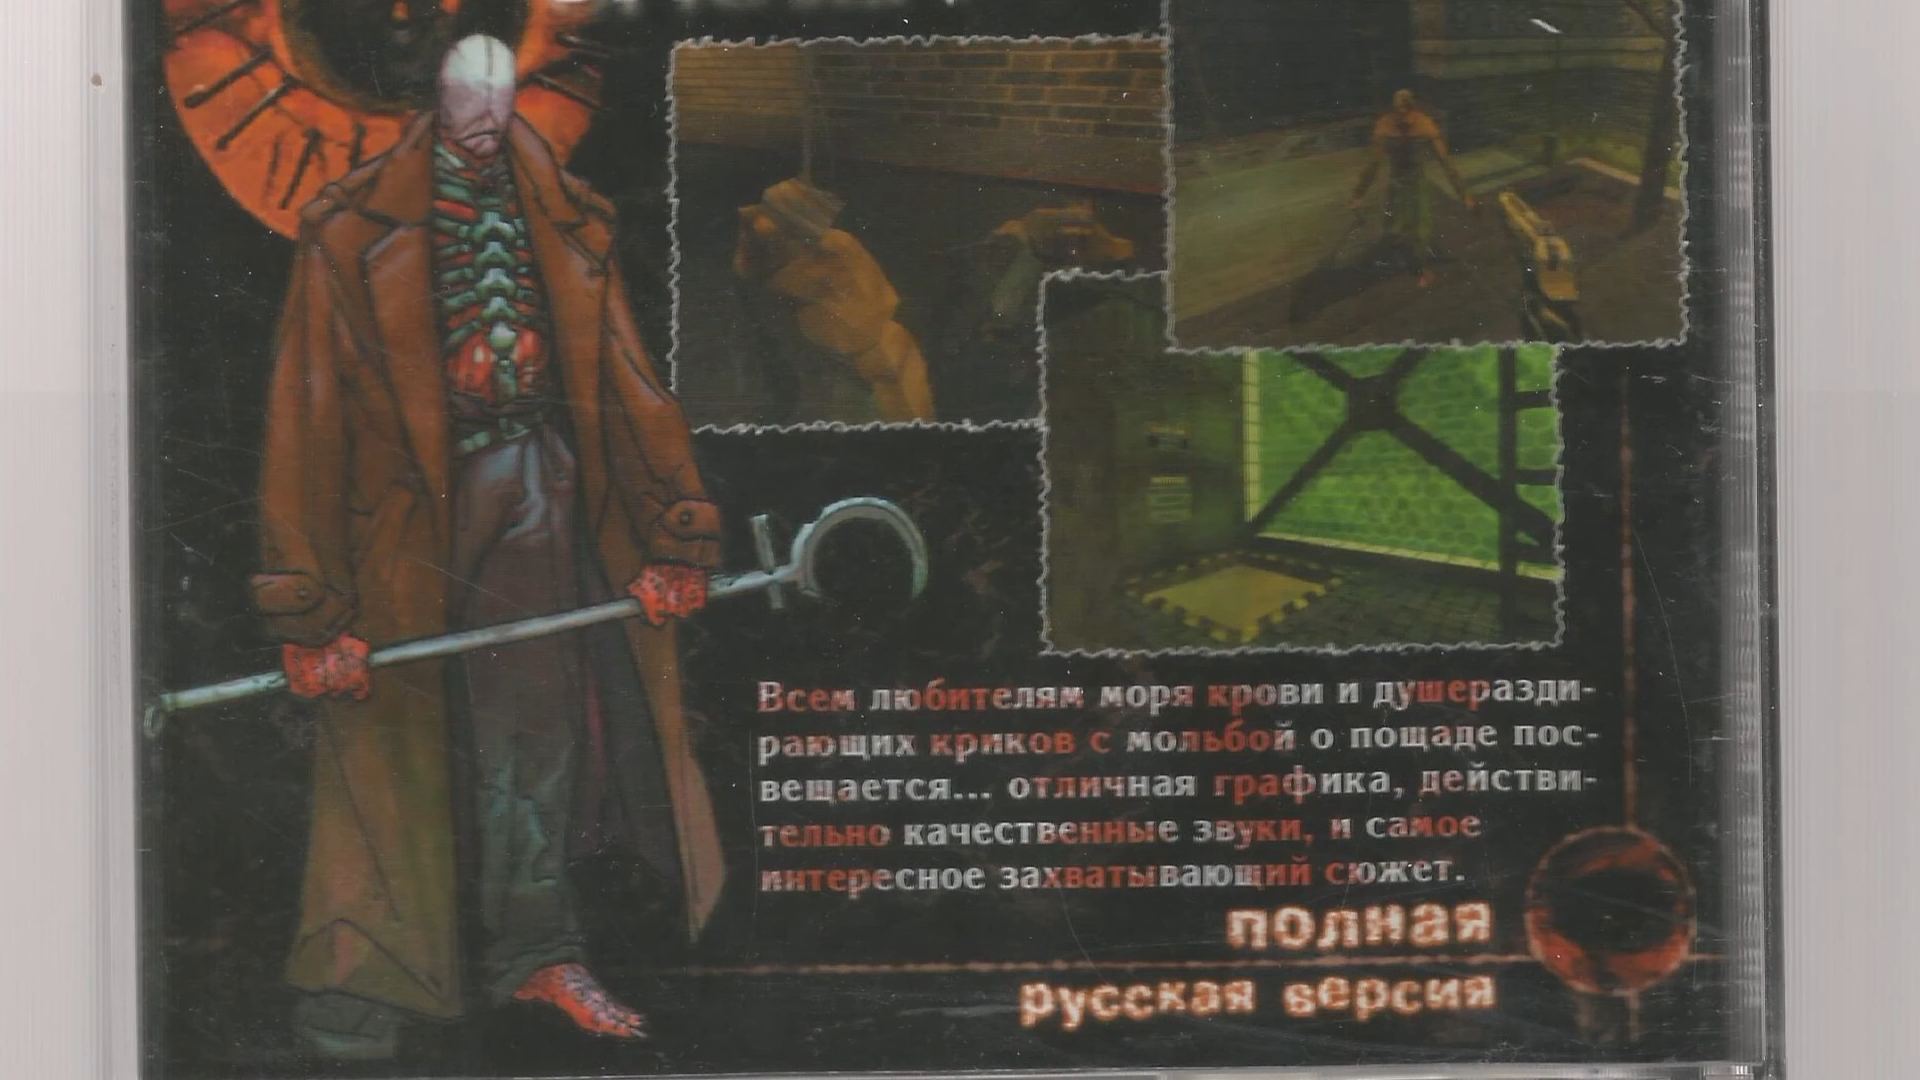 Всем любителям моря крови и душеразди-
рающих криков с мольбой о пощаде пос-
вещается... отличная графика, действи-
тельно качественные звуки, и самое
интересное захватывающий сюжет.
полная
русская версия